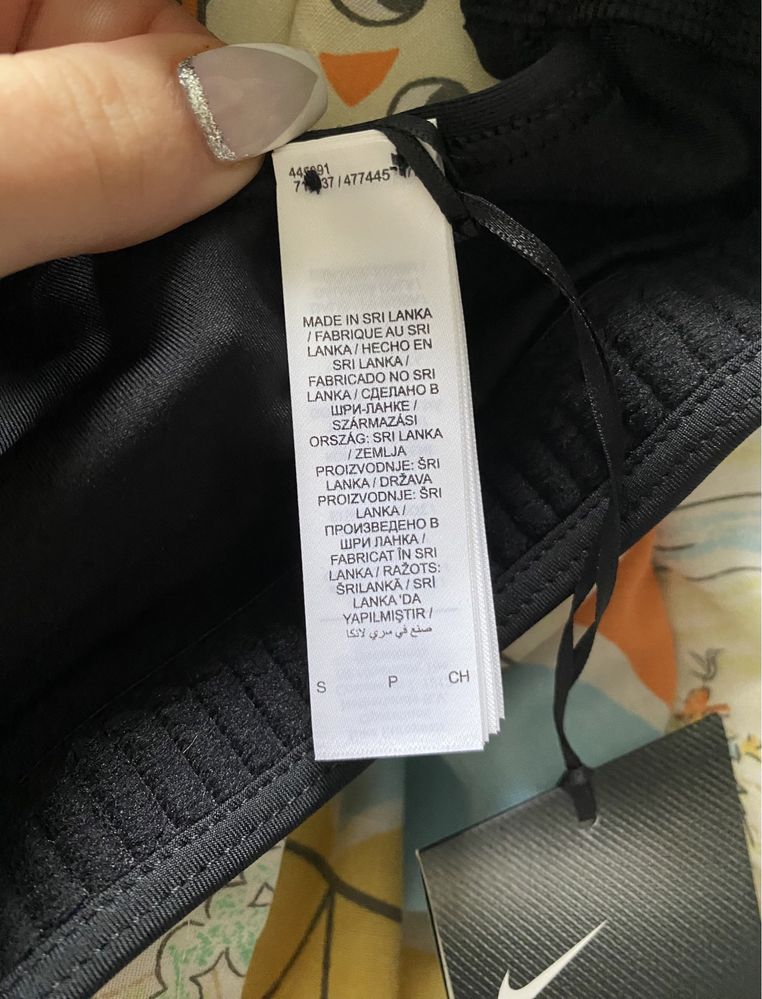 / 477445
MADE IN SRI LANKA
/ FABRIQUE AU SRI
LANKA / HECHO EN
SRI LANKA /
FABRICADO NO SRI
LANKA / СДЕЛАНО В
ШРИ-ЛАНКЕ /
SZÁRMAZÁSI
ORSZÁG: SRI LANKA
/ ZEMLJA
PROIZVODNJE: ŠRI
LANKA / DRŽAVA
PROIZVODNJE: ŠRI
LANKA /
ПРОИЗВЕДЕНО В
ШРИ ЛАНКА /
FABRICAT ÎN SRI
LANKA / RAŽOTS:
ŠRILANKĀ / SRİ
LANKA 'DA
YAPILMIŞTIR /
صنع في سري لانكا
S P CH